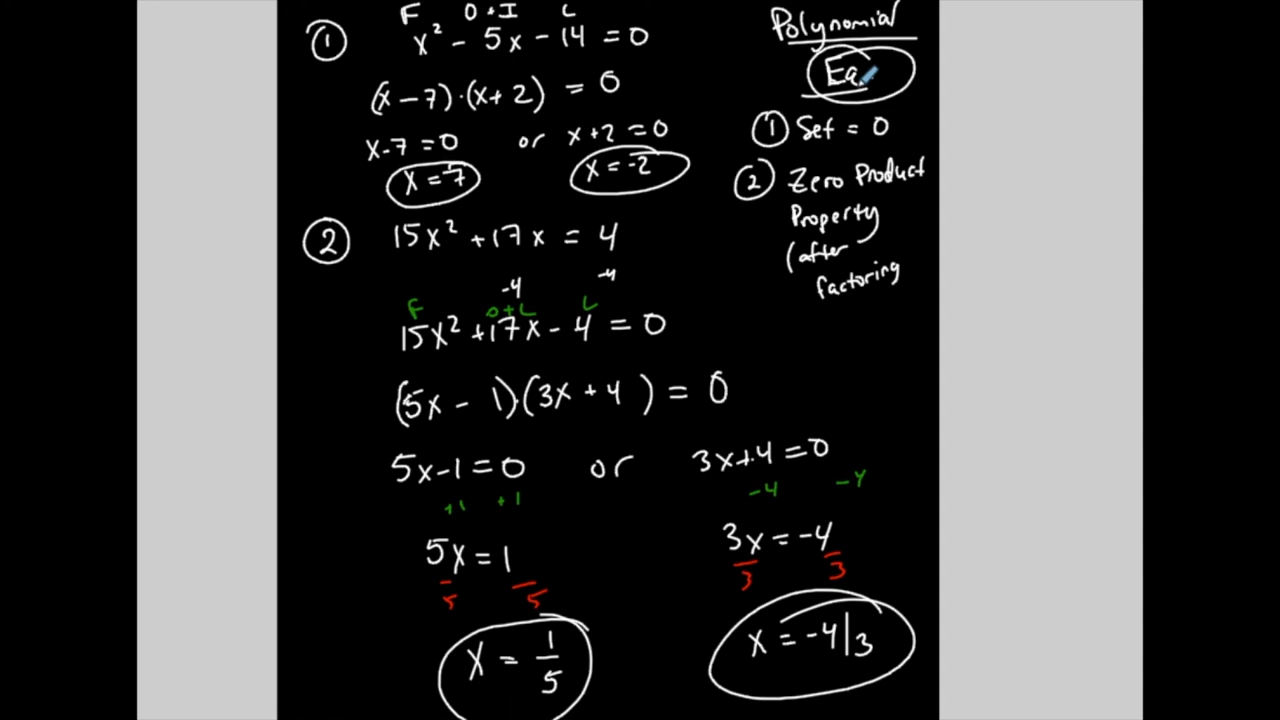 F O+I L
① x² - 5x - 14 = 0
(x - 7)·(x + 2) = 0
x-7 = 0 or x+2 = 0
x = 7 x = -2
② 15x² + 17x = 4
-4 -4
F O+L L
15x² + 17x - 4 = 0
(5x - 1)·(3x + 4) = 0
5x - 1 = 0 or 3x + 4 = 0
+1 +1 -4 -4
5x = 1 3x = -4
5 5 3 3
x = 1/5 x = -4/3
Polynomial
Eq
① Set = 0
② Zero Product
Property
(after
factoring